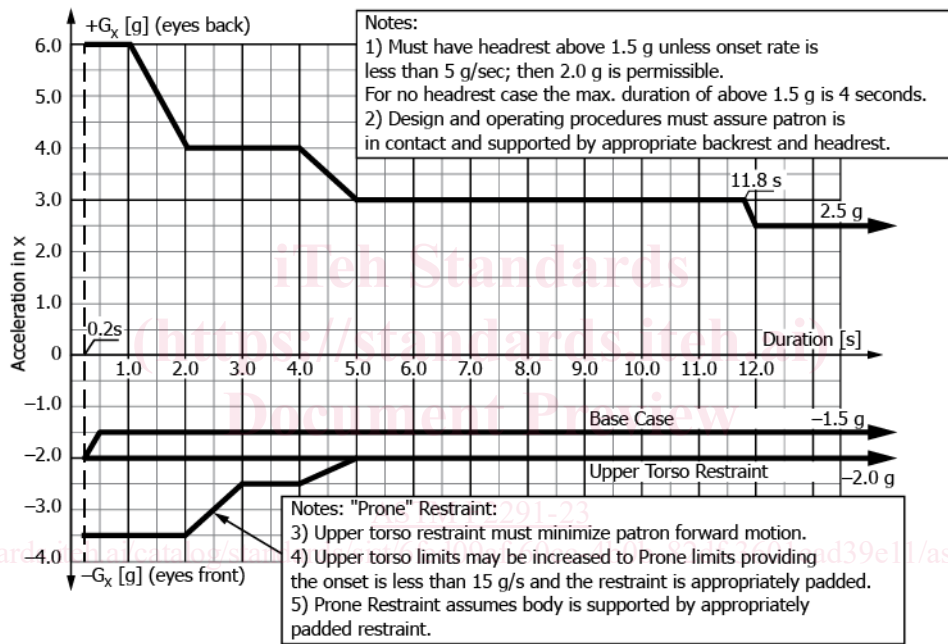 +Gx [g] (eyes back)
Notes:
1) Must have headrest above 1.5 g unless onset rate is
less than 5 g/sec; then 2.0 g is permissible.
For no headrest case the max. duration of above 1.5 g is 4 seconds.
2) Design and operating procedures must assure patron is
in contact and supported by appropriate backrest and headrest.
6.0
5.0
4.0
3.0
2.0
1.0
0
−1.0
−2.0
−3.0
−4.0
Acceleration in x
11.8 s
2.5 g
iTeh Standards
(https://standards.iteh.ai)
Document Preview
0.2s
Duration [s]
1.0 2.0 3.0 4.0 5.0 6.0 7.0 8.0 9.0 10.0 11.0 12.0
Base Case
−1.5 g
Upper Torso Restraint
−2.0 g
Notes: "Prone" Restraint:
3) Upper torso restraint must minimize patron forward motion.
4) Upper torso limits may be increased to Prone limits providing
the onset is less than 15 g/s and the restraint is appropriately padded.
5) Prone Restraint assumes body is supported by appropriately
padded restraint.
−Gx [g] (eyes front)